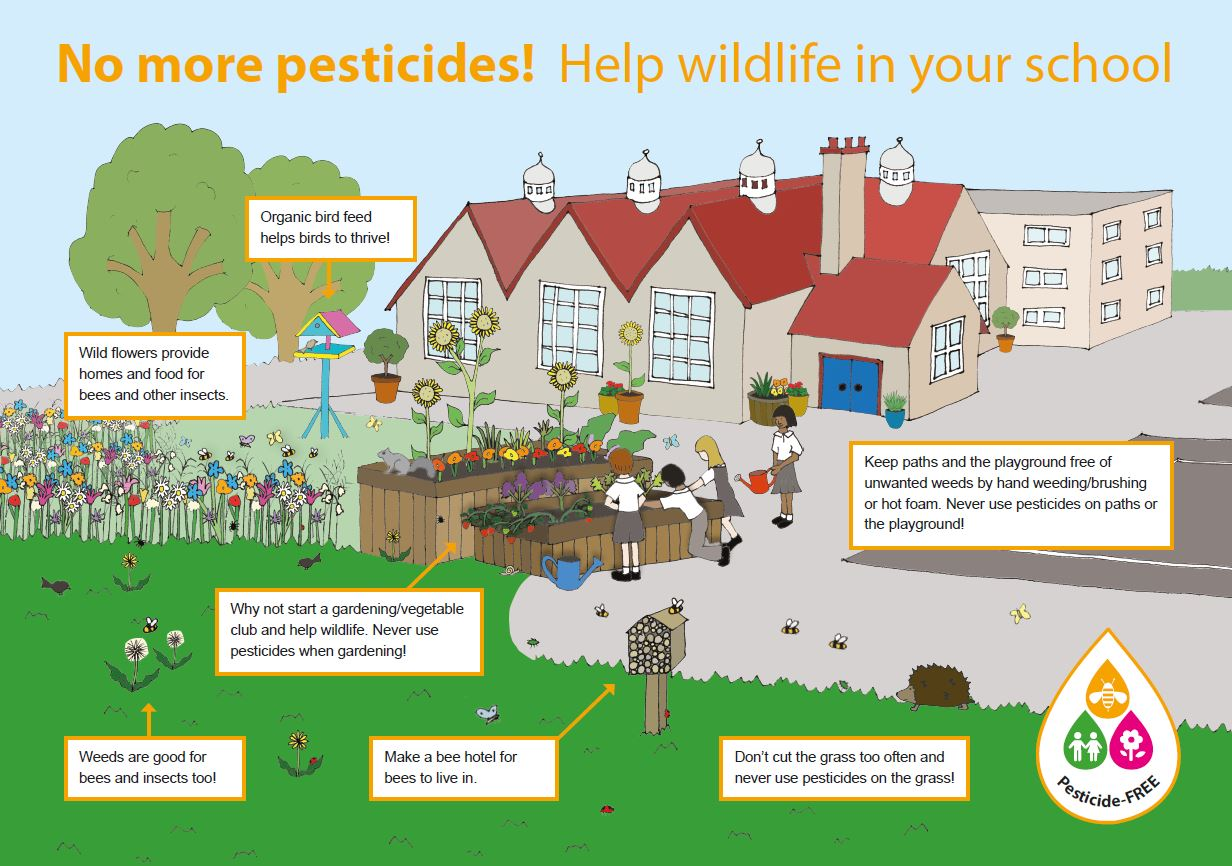 No more pesticides! Help wildlife in your school
Organic bird feed
helps birds to thrive!
Wild flowers provide
homes and food for
bees and other insects.
Keep paths and the playground free of
unwanted weeds by hand weeding/brushing
or hot foam. Never use pesticides on paths or
the playground!
Why not start a gardening/vegetable
club and help wildlife. Never use
pesticides when gardening!
Weeds are good for
bees and insects too!
Make a bee hotel for
bees to live in.
Don’t cut the grass too often and
never use pesticides on the grass!
Pesticide-FREE